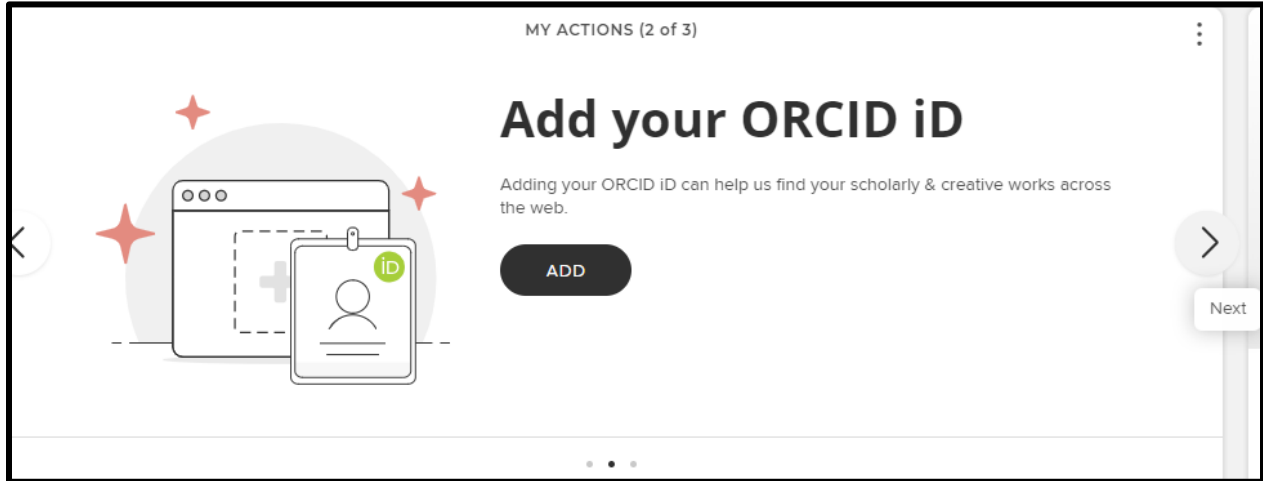 MY ACTIONS (2 of 3)
Add your ORCID iD
Adding your ORCID iD can help us find your scholarly & creative works across
the web.
iD
ADD
Next